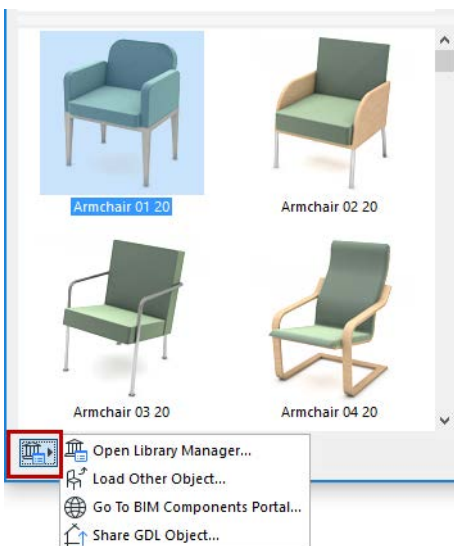 Armchair 01 20
Armchair 02 20
Armchair 03 20
Armchair 04 20
Open Library Manager...
Load Other Object...
Go To BIM Components Portal...
Share GDL Object...